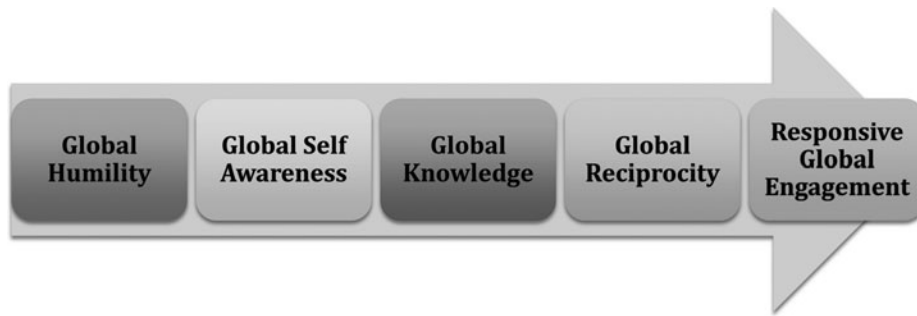 Global
Humility
Global Self
Awareness
Global
Knowledge
Global
Reciprocity
Responsive
Global
Engagement